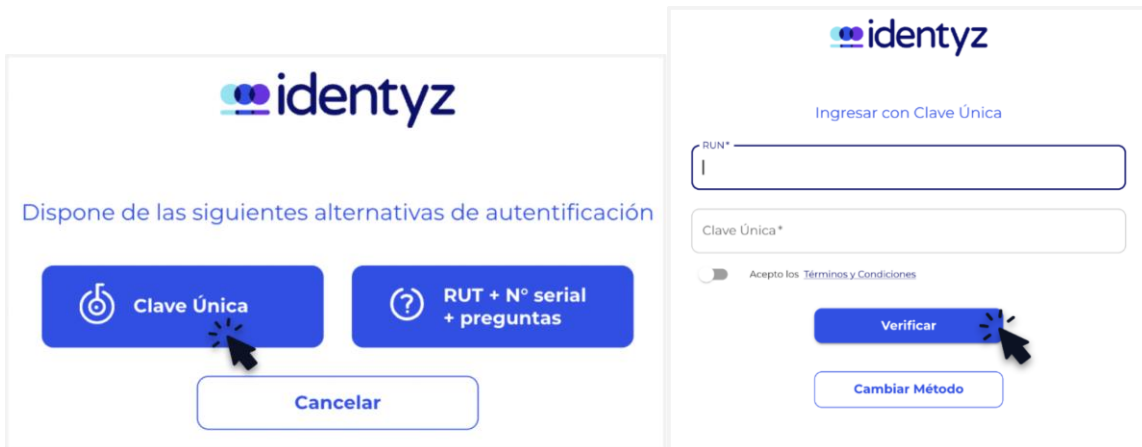 identyz
Dispone de las siguientes alternativas de autentificación
Clave Única
RUT + N° serial
+ preguntas
Cancelar
identyz
Ingresar con Clave Única
RUN*
Clave Única*
Acepto los Términos y Condiciones
Verificar
Cambiar Método